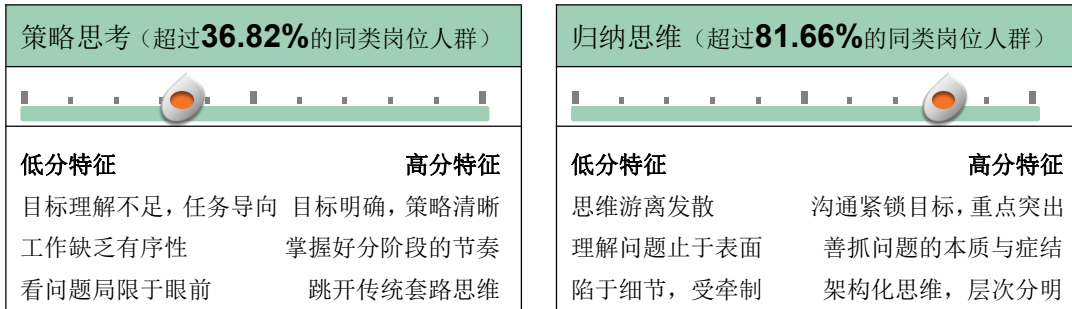 策略思考（超过36.82%的同类岗位人群）
低分特征 高分特征
目标理解不足，任务导向 目标明确，策略清晰
工作缺乏有序性 掌握好分阶段的节奏
看问题局限于眼前 跳开传统套路思维
归纳思维（超过81.66%的同类岗位人群）
低分特征 高分特征
思维游离发散 沟通紧锁目标，重点突出
理解问题止于表面 善抓问题的本质与症结
陷于细节，受牵制 架构化思维，层次分明